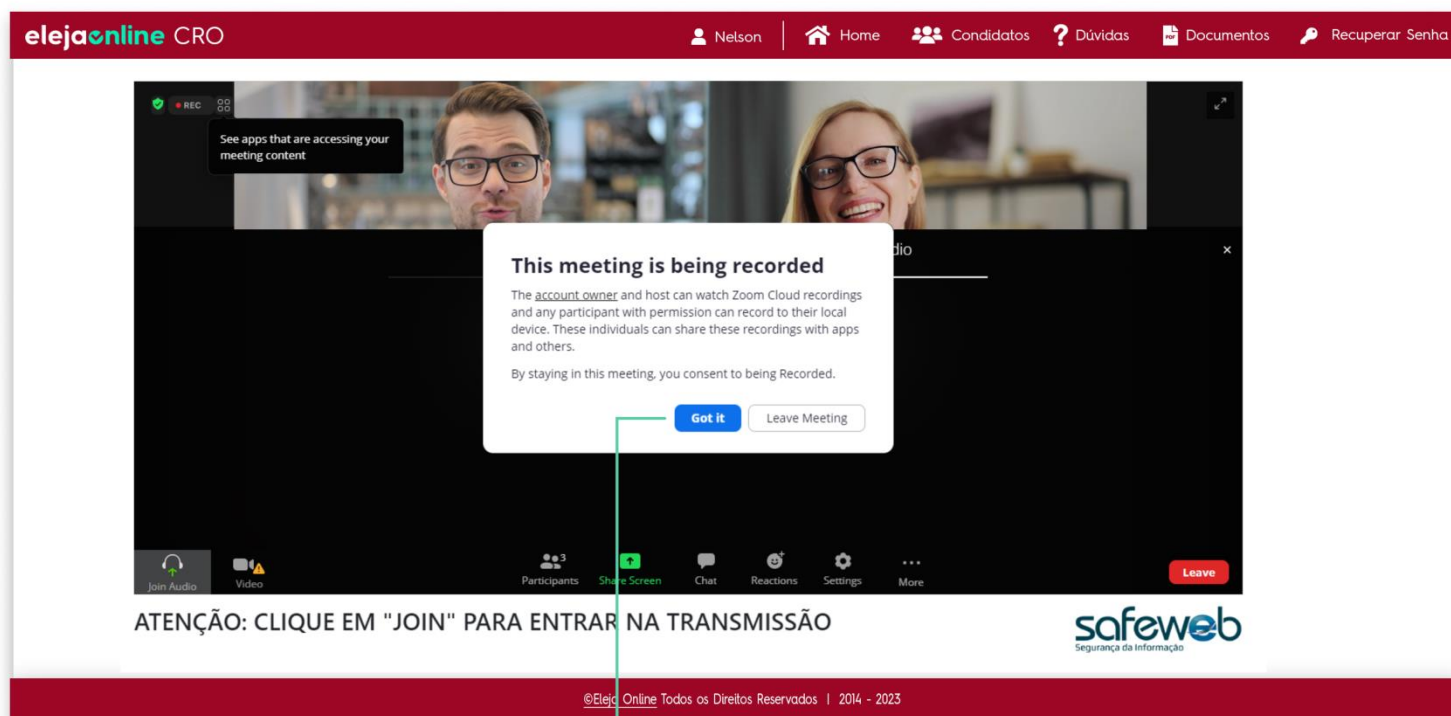 elejaonline CRO
Nelson
Home
Condidatos
? Dúvidas
PDF Documentos
Recuperar Senha
REC
See apps that are accessing your
meeting content
dio
×
This meeting is being recorded
The account owner and host can watch Zoom Cloud recordings
and any participant with permission can record to their local
device. These individuals can share these recordings with apps
and others.
By staying in this meeting, you consent to being Recorded.
Got it
Leave Meeting
Join Audio
Video
3
Participants
Share Screen
Chat
Reactions
Settings
More
Leave
ATENÇÃO: CLIQUE EM "JOIN" PARA ENTRAR NA TRANSMISSÃO
safeweb
Segurança da Informação
©Eleja Online Todos os Direitos Reservados | 2014 - 2023